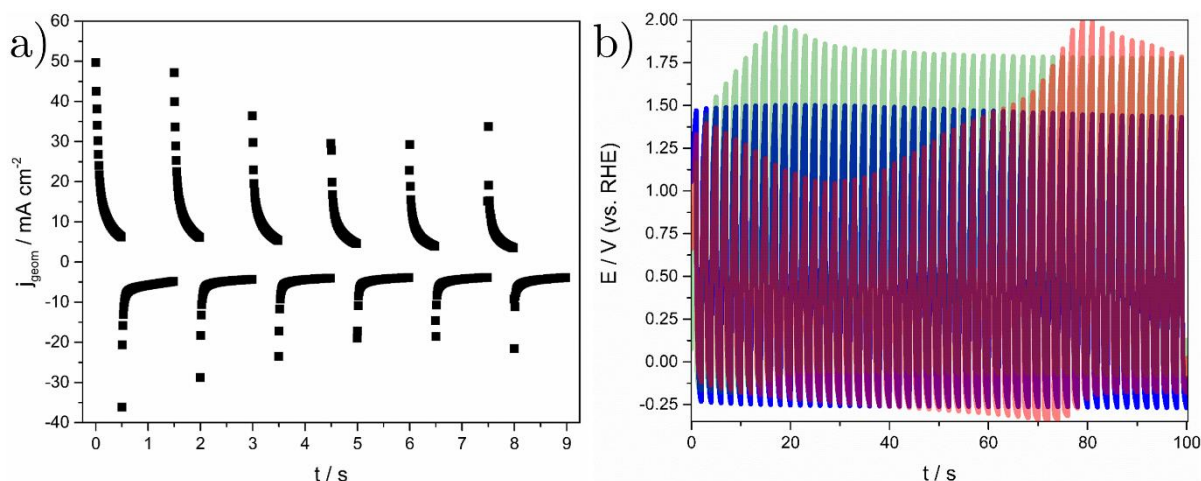 a)
60
50
40
30
20
10
0
-10
-20
-30
-40
j_geom / mA cm⁻²
0 1 2 3 4 5 6 7 8 9
t / s
b)
2.00
1.75
1.50
1.25
1.00
0.75
0.50
0.25
0.00
-0.25
E / V (vs. RHE)
0 20 40 60 80 100
t / s